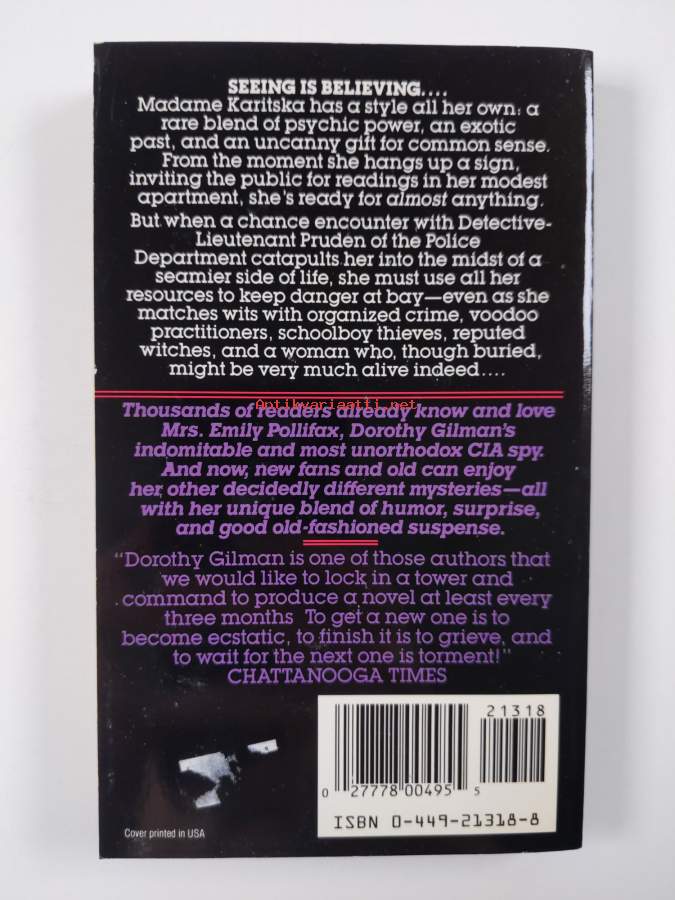 SEEING IS BELIEVING....
Madame Karitska has a style all her own: a
rare blend of psychic power, an exotic
past, and an uncanny gift for common sense.
From the moment she hangs up a sign,
inviting the public for readings in her modest
apartment, she's ready for almost anything.
But when a chance encounter with Detective-
Lieutenant Pruden of the Police
Department catapults her into the midst of a
seamier side of life, she must use all her
resources to keep danger at bay—even as she
matches wits with organized crime, voodoo
practitioners, schoolboy thieves, reputed
witches, and a woman who, though buried,
might be very much alive indeed....
Antikvariaatti.net
Thousands of readers already know and love
Mrs. Emily Pollifax, Dorothy Gilman's
indomitable and most unorthodox CIA spy.
And now, new fans and old can enjoy
her other decidedly different mysteries—all
with her unique blend of humor, surprise,
and good old-fashioned suspense.
"Dorothy Gilman is one of those authors that
we would like to lock in a tower and
command to produce a novel at least every
three months To get a new one is to
become ecstatic, to finish it is to grieve, and
to wait for the next one is torment!"
CHATTANOOGA TIMES
21318
0 27778 00495 5
ISBN 0-449-21318-8
Cover printed in USA